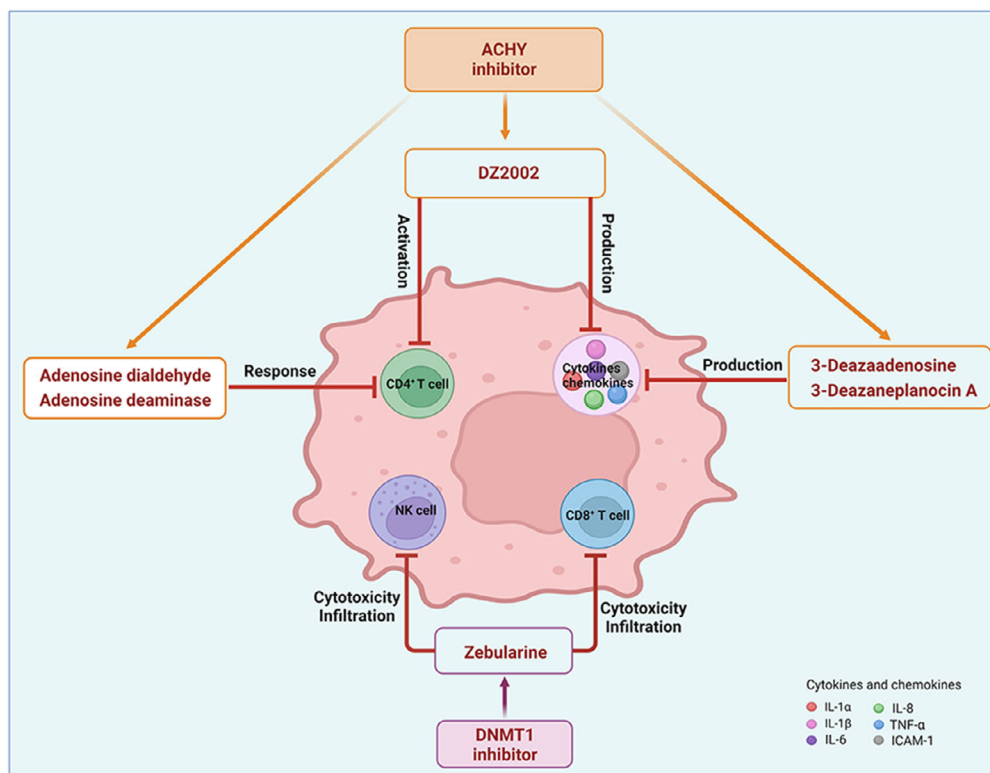 ACHY
inhibitor
DZ2002
Activation
Production
Adenosine dialdehyde
Adenosine deaminase
Response
CD4⁺ T cell
Cytokines
chemokines
Production
3-Deazaadenosine
3-Deazaneplanocin A
NK cell
CD8⁺ T cell
Cytotoxicity
Infiltration
Cytotoxicity
Infiltration
Zebularine
DNMT1
inhibitor
Cytokines and chemokines
IL-1α
IL-8
IL-1β
TNF-α
IL-6
ICAM-1